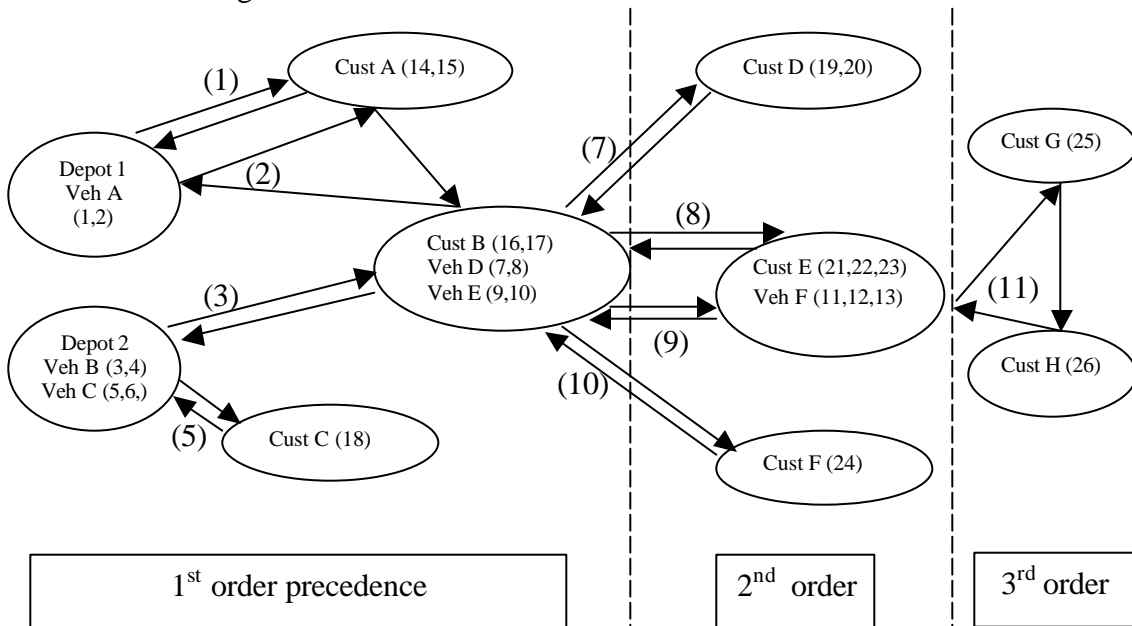 (1)
Cust A (14,15)
Cust D (19,20)
Cust G (25)
Depot 1
Veh A
(1,2)
(2)
(7)
(8)
Cust B (16,17)
Veh D (7,8)
Veh E (9,10)
Cust E (21,22,23)
Veh F (11,12,13)
(3)
(9)
(11)
Depot 2
Veh B (3,4)
Veh C (5,6,)
(10)
Cust H (26)
(5)
Cust C (18)
Cust F (24)
1st order precedence
2nd order
3rd order